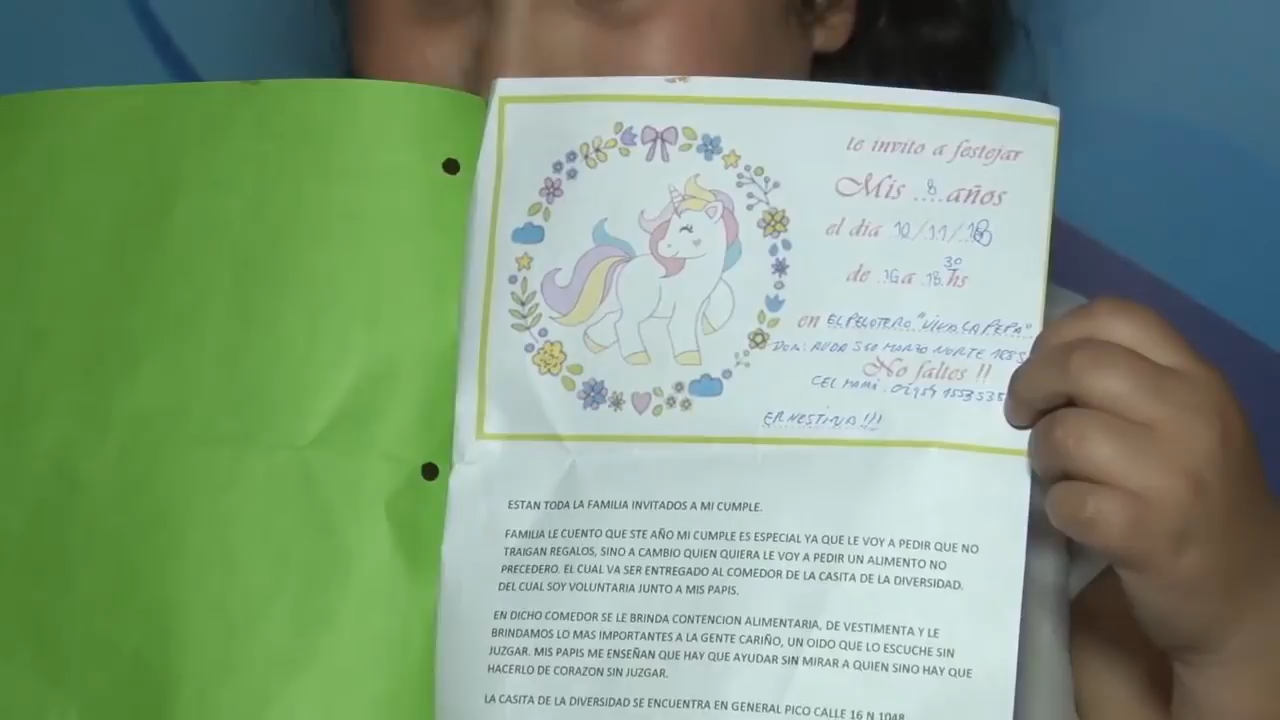 te invito a festejar
Mis 8 años
el dia 10/11/18
de 16 a 18.30 hs
en EL PELOTERO "VIVA LA PEPA"
MARZO NORTE
No faltes !!
CEL MAMI.
ERNESTINA!!!
ESTAN TODA LA FAMILIA INVITADOS A MI CUMPLE.
FAMILIA LE CUENTO QUE STE AÑO MI CUMPLE ES ESPECIAL YA QUE LE VOY A PEDIR QUE NO
TRAIGAN REGALOS, SINO A CAMBIO QUIEN QUIERA LE VOY A PEDIR UN ALIMENTO NO
PRECEDERO. EL CUAL VA SER ENTREGADO AL COMEDOR DE LA CASITA DE LA DIVERSIDAD.
DEL CUAL SOY VOLUNTARIA JUNTO A MIS PAPIS.
EN DICHO COMEDOR SE LE BRINDA CONTENCION ALIMENTARIA, DE VESTIMENTA Y LE
BRINDAMOS LO MAS IMPORTANTES A LA GENTE CARIÑO, UN OIDO QUE LO ESCUCHE SIN
JUZGAR. MIS PAPIS ME ENSEÑAN QUE HAY QUE AYUDAR SIN MIRAR A QUIEN SINO HAY QUE
HACERLO DE CORAZON SIN JUZGAR.
LA CASITA DE LA DIVERSIDAD SE ENCUENTRA EN GENERAL PICO CALLE 16 N 1048